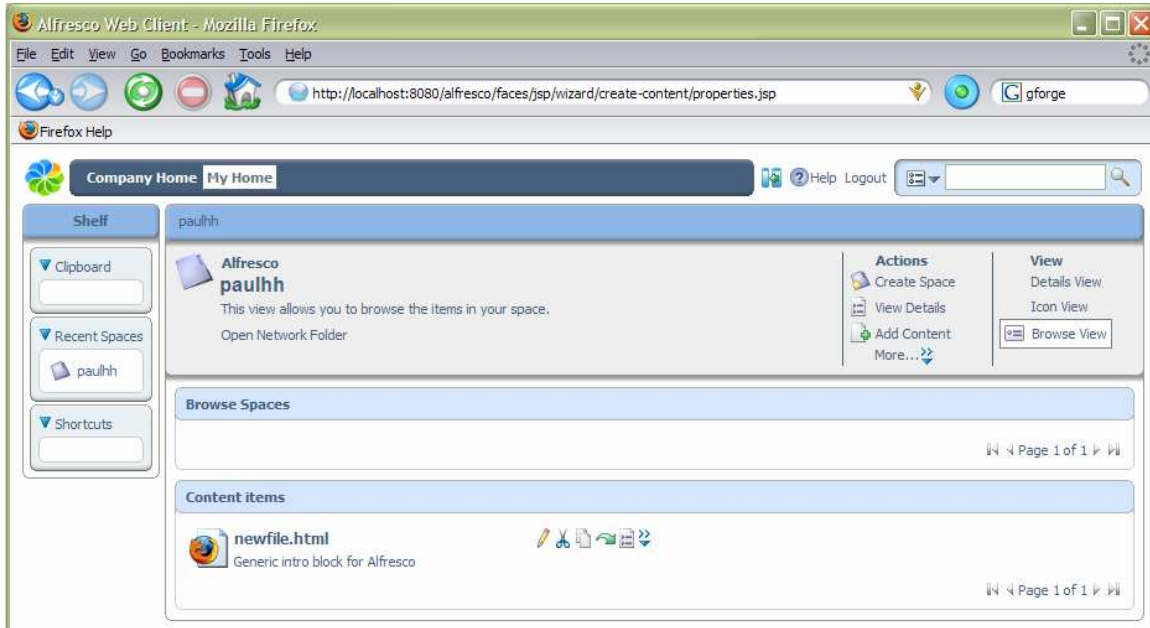 Alfresco Web Client - Mozilla Firefox
File Edit View Go Bookmarks Tools Help
http://localhost:8080/alfresco/faces/jsp/wizard/create-content/properties.jsp
G gforge
Firefox Help
Company Home My Home
Help Logout
Shelf
Clipboard
Recent Spaces
paulhh
Shortcuts
paulhh
Alfresco
paulhh
This view allows you to browse the items in your space.
Open Network Folder
Actions
Create Space
View Details
Add Content
More...
View
Details View
Icon View
Browse View
Browse Spaces
Page 1 of 1
Content items
newfile.html
Generic intro block for Alfresco
Page 1 of 1